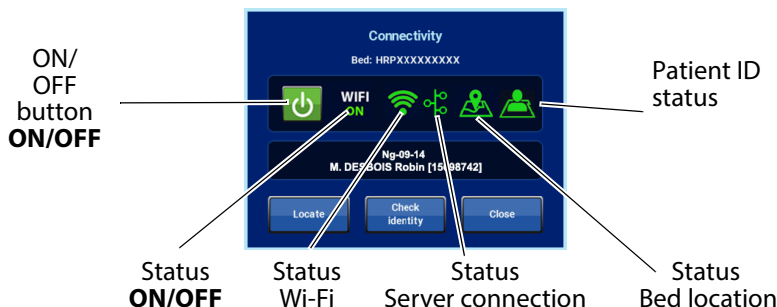 Connectivity
Bed: HRPXXXXXXXXX
ON/
OFF
button
ON/OFF
WIFI
ON
Patient ID
status
Ng-09-14
M. DESBOIS Robin [15098742]
Locate
Check
identity
Close
Status
ON/OFF
Status
Wi-Fi
Status
Server connection
Status
Bed location